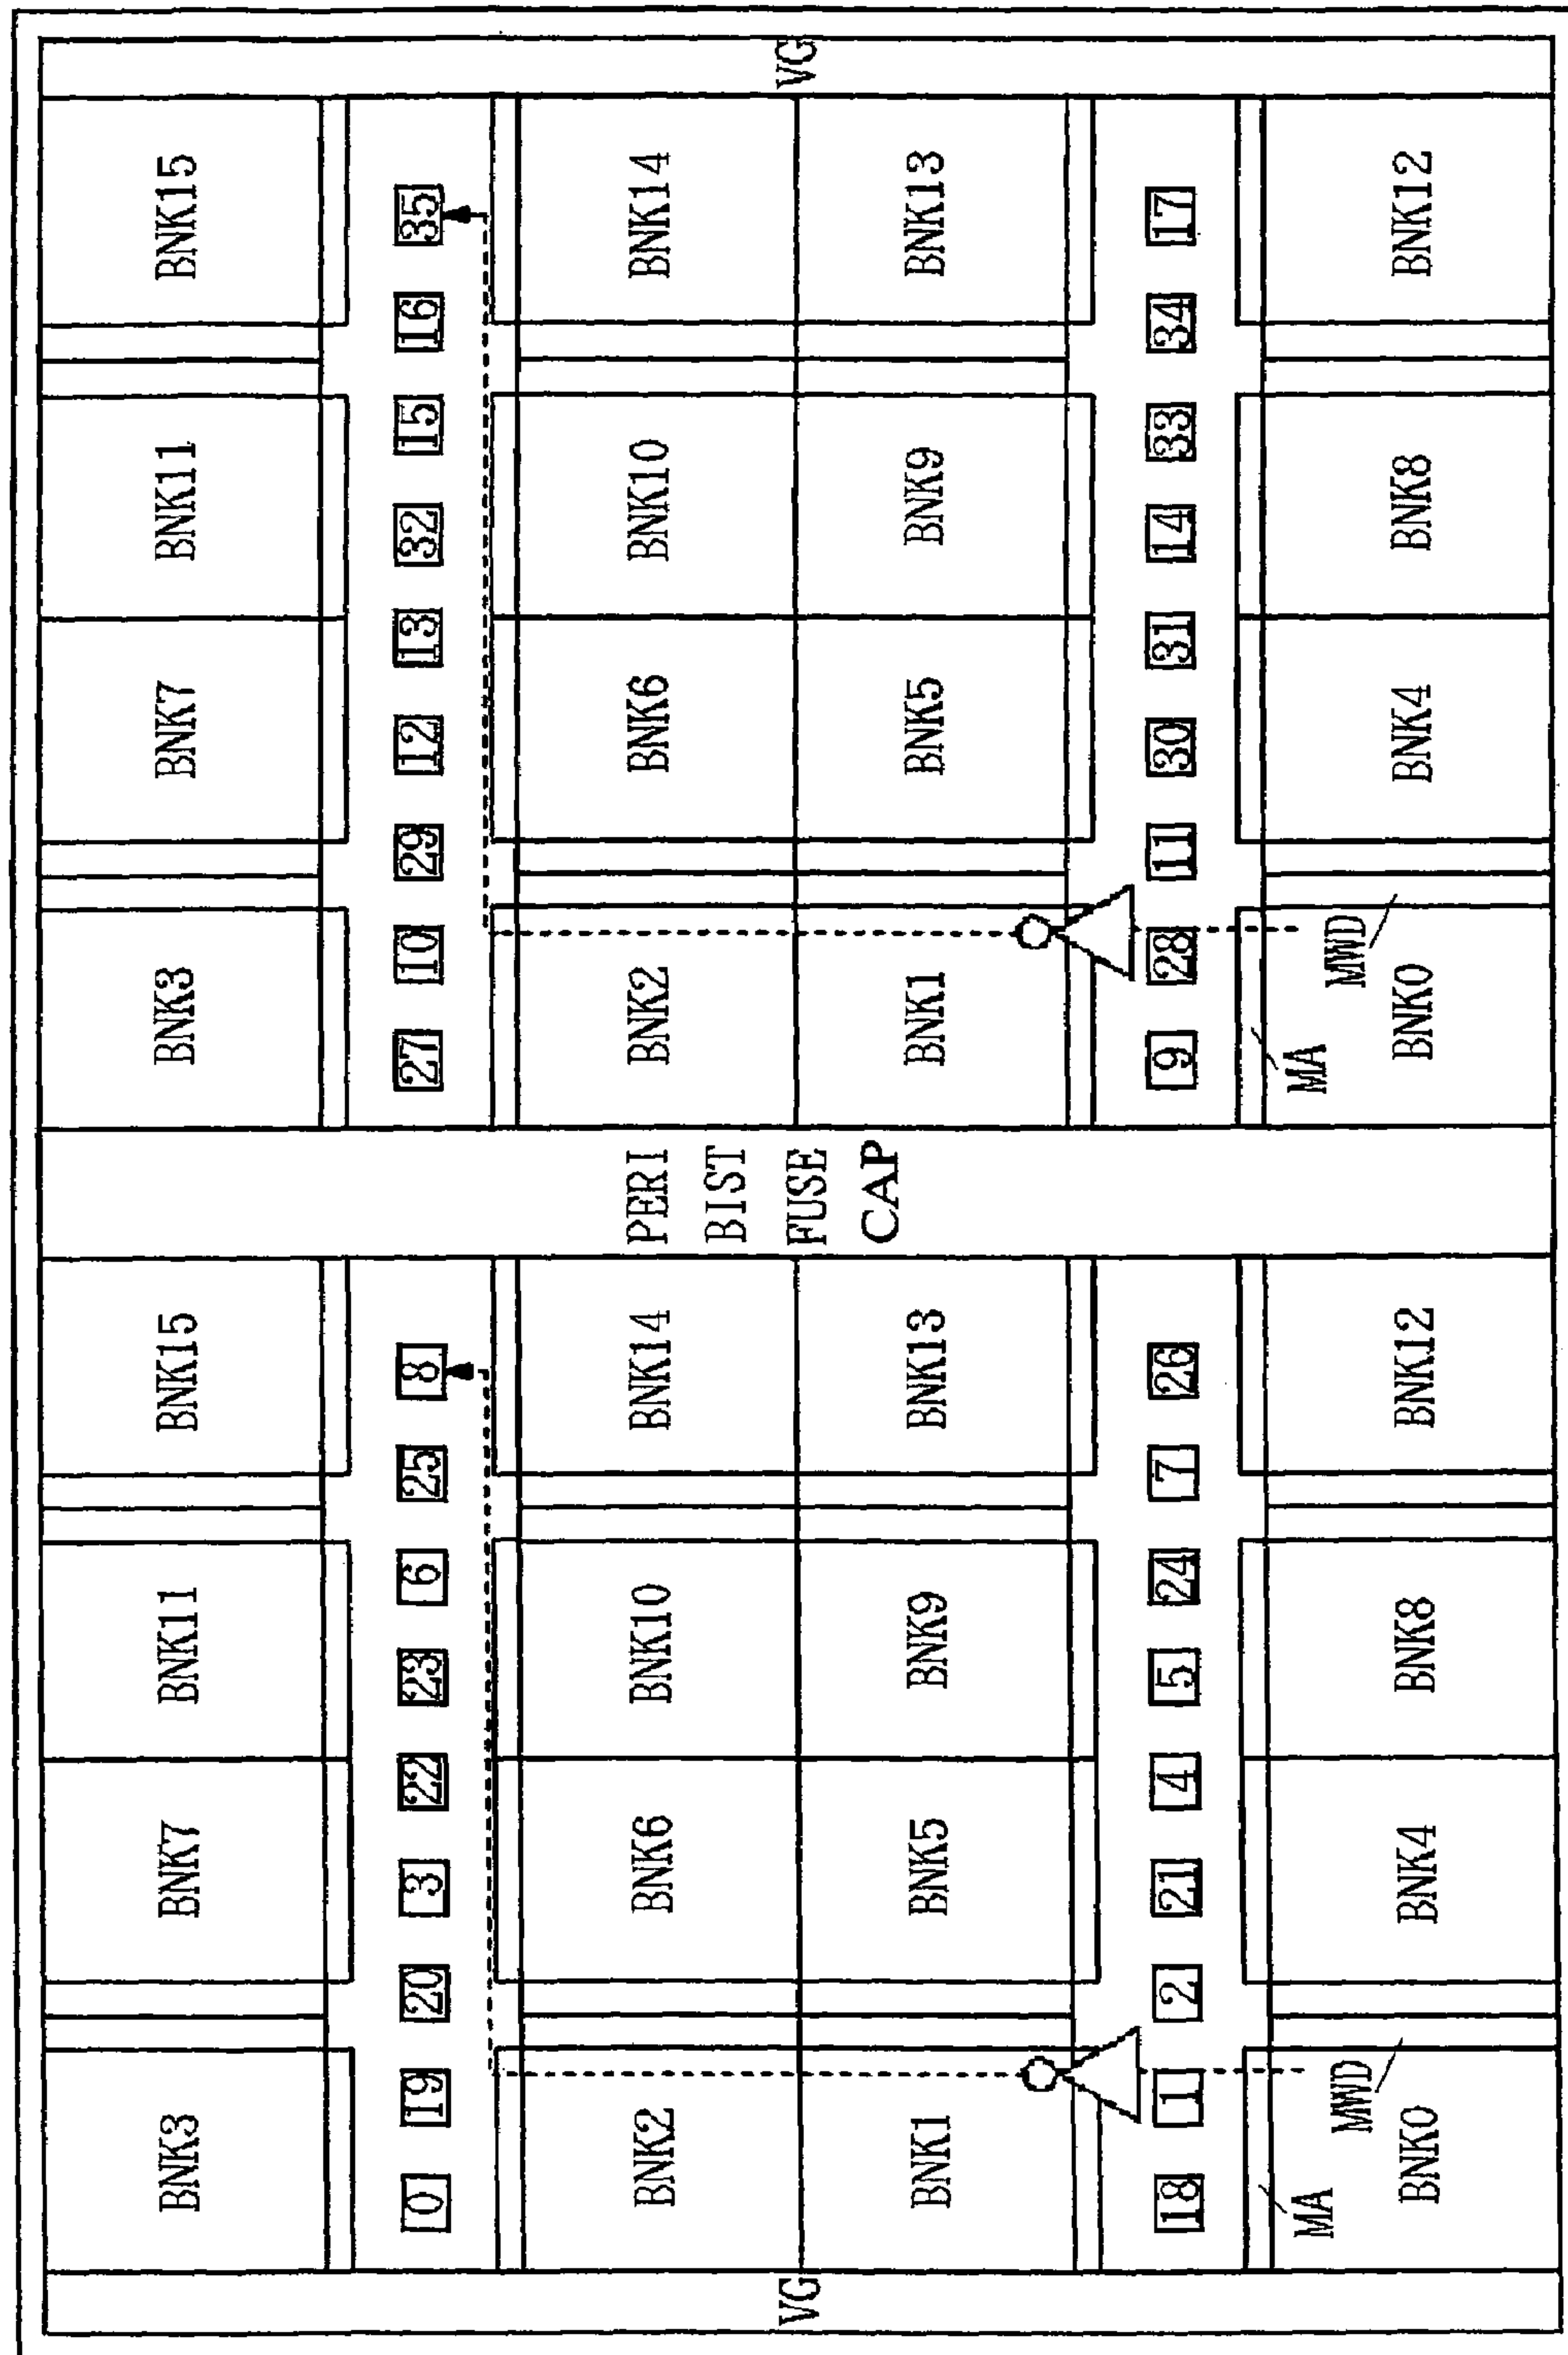 BNK3 BNK7 BNK11 BNK15 BNK3 BNK7 BNK11 BNK15
0 19 20 3 22 23 6 25 8 27 10 29 12 13 32 15 16 35
BNK2 BNK6 BNK10 BNK14 PERI BNK2 BNK6 BNK10 BNK14
BIST
VG FUSE VG
CAP
BNK1 BNK5 BNK9 BNK13 BNK1 BNK5 BNK9 BNK13
18 1 2 21 4 5 24 7 26 9 28 11 30 31 14 33 34 17
MA MWD MA MWD
BNK0 BNK4 BNK8 BNK12 BNK0 BNK4 BNK8 BNK12